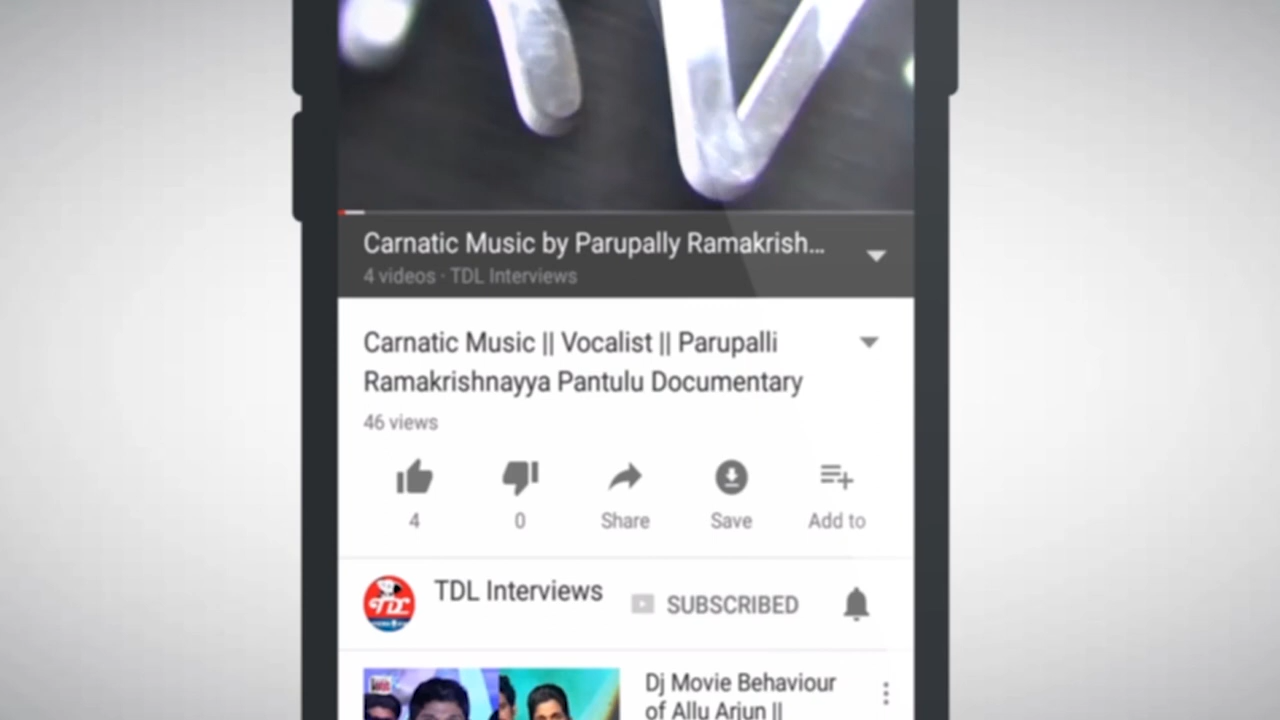 Carnatic Music by Parupally Ramakrish...
4 videos · TDL Interviews
Carnatic Music || Vocalist || Parupalli
Ramakrishnayya Pantulu Documentary
46 views
4
0
Share
Save
Add to
TDL
TDL Interviews
SUBSCRIBED
Dj Movie Behaviour
of Allu Arjun ||